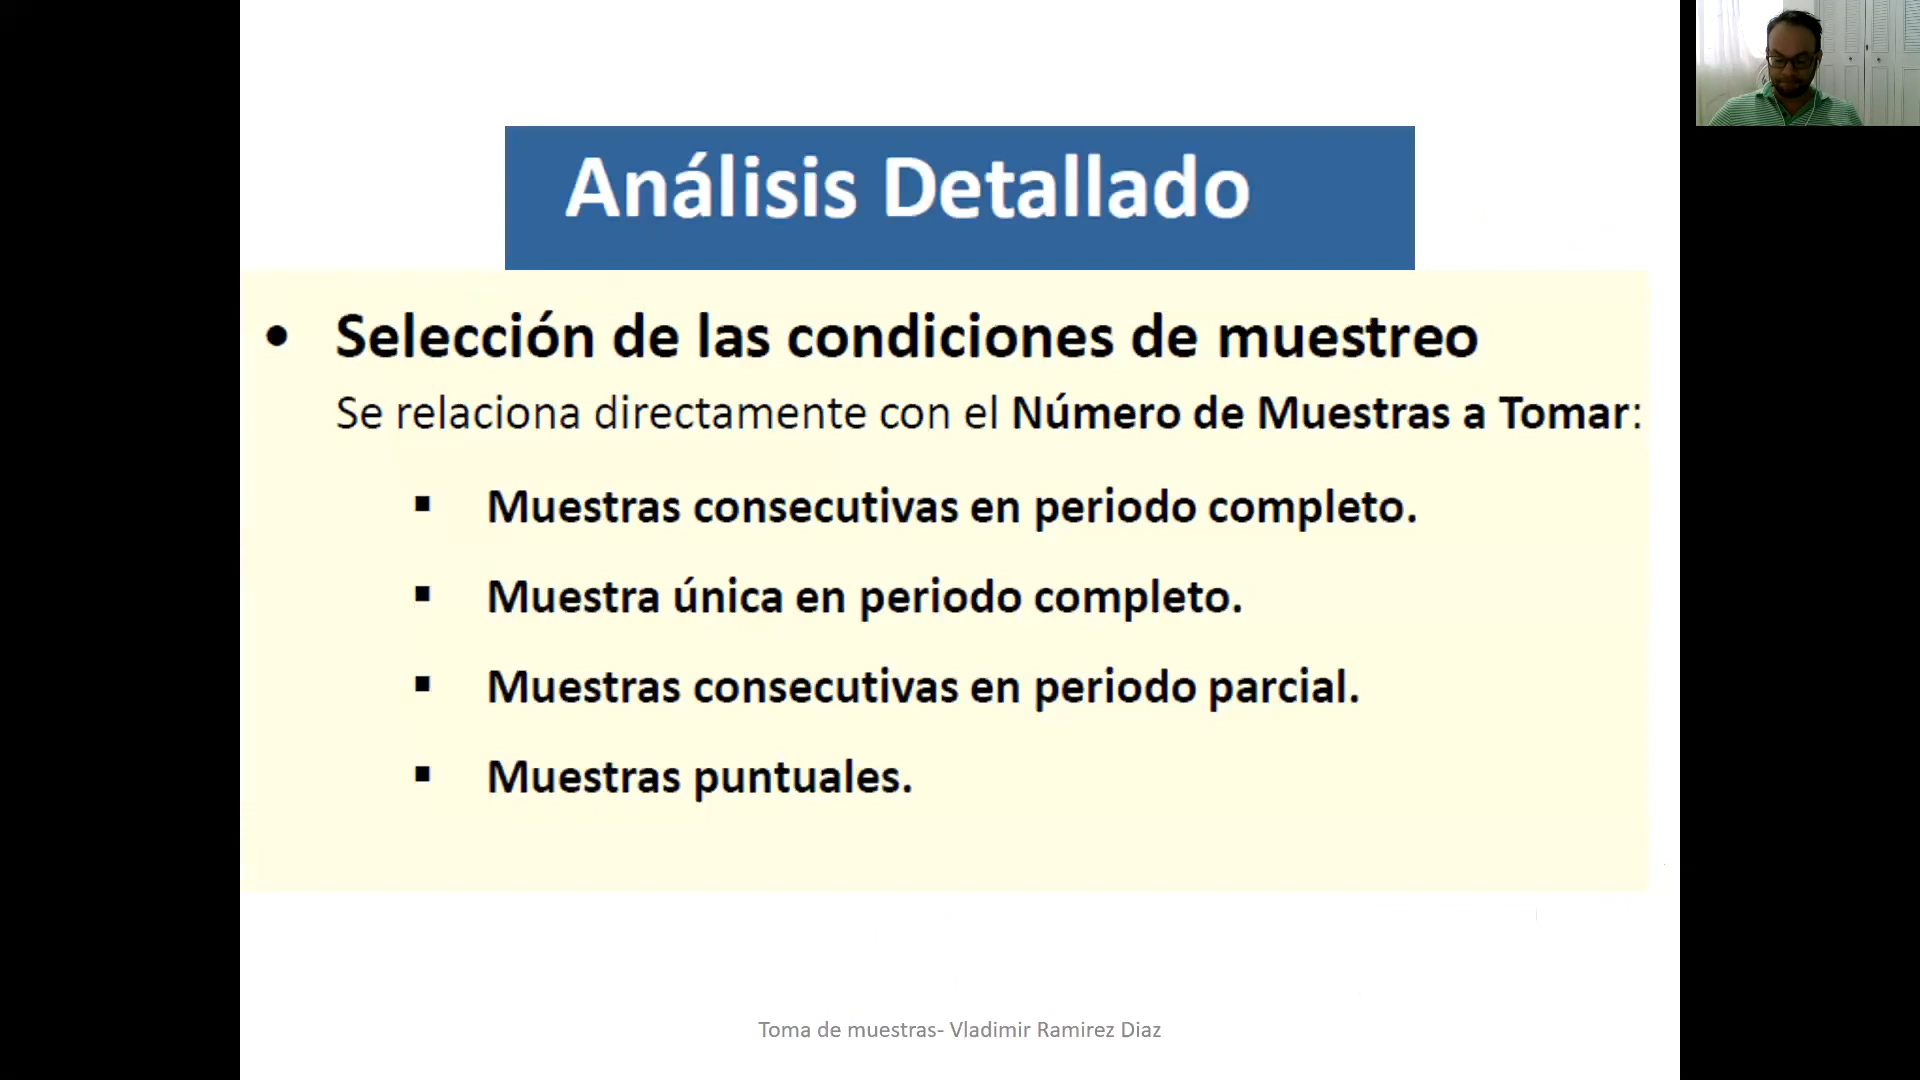 Análisis Detallado
• Selección de las condiciones de muestreo
Se relaciona directamente con el Número de Muestras a Tomar:
▪ Muestras consecutivas en periodo completo.
▪ Muestra única en periodo completo.
▪ Muestras consecutivas en periodo parcial.
▪ Muestras puntuales.
Toma de muestras- Vladimir Ramirez Diaz